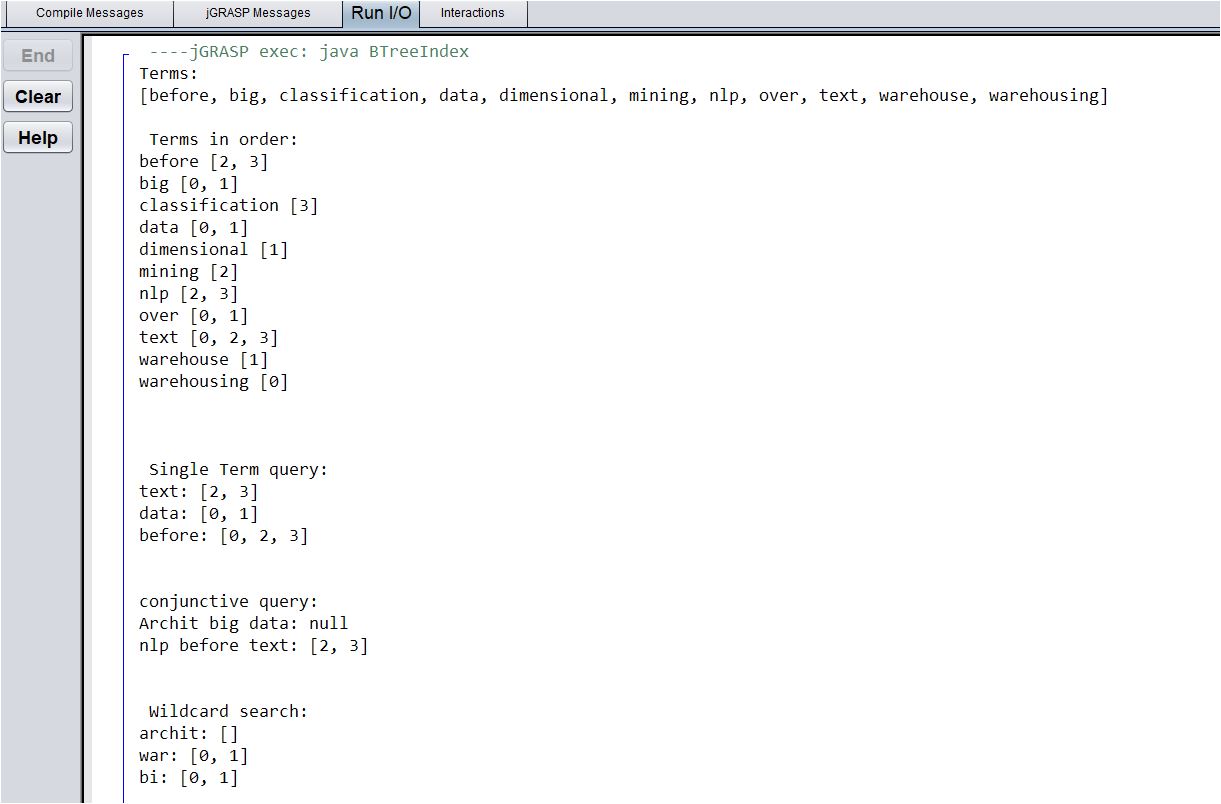 Compile Messages jGRASP Messages Run I/O Interactions
End
Clear
Help
----jGRASP exec: java BTreeIndex
Terms:
[before, big, classification, data, dimensional, mining, nlp, over, text, warehouse, warehousing]
Terms in order:
before [2, 3]
big [0, 1]
classification [3]
data [0, 1]
dimensional [1]
mining [2]
nlp [2, 3]
over [0, 1]
text [0, 2, 3]
warehouse [1]
warehousing [0]
Single Term query:
text: [2, 3]
data: [0, 1]
before: [0, 2, 3]
conjunctive query:
Archit big data: null
nlp before text: [2, 3]
Wildcard search:
archit: []
war: [0, 1]
bi: [0, 1]